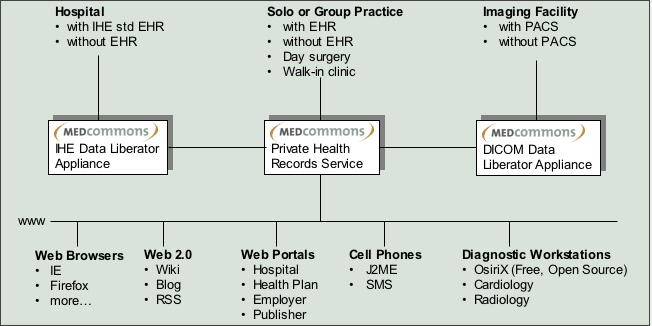 Hospital
• with IHE std EHR
• without EHR
Solo or Group Practice
• with EHR
• without EHR
• Day surgery
• Walk-in clinic
Imaging Facility
• with PACS
• without PACS
MEDcommons
IHE Data Liberator
Appliance
MEDcommons
Private Health
Records Service
MEDcommons
DICOM Data
Liberator Appliance
www
Web Browsers
• IE
• Firefox
• more…
Web 2.0
• Wiki
• Blog
• RSS
Web Portals
• Hospital
• Health Plan
• Employer
• Publisher
Cell Phones
• J2ME
• SMS
Diagnostic Workstations
• OsiriX (Free, Open Source)
• Cardiology
• Radiology